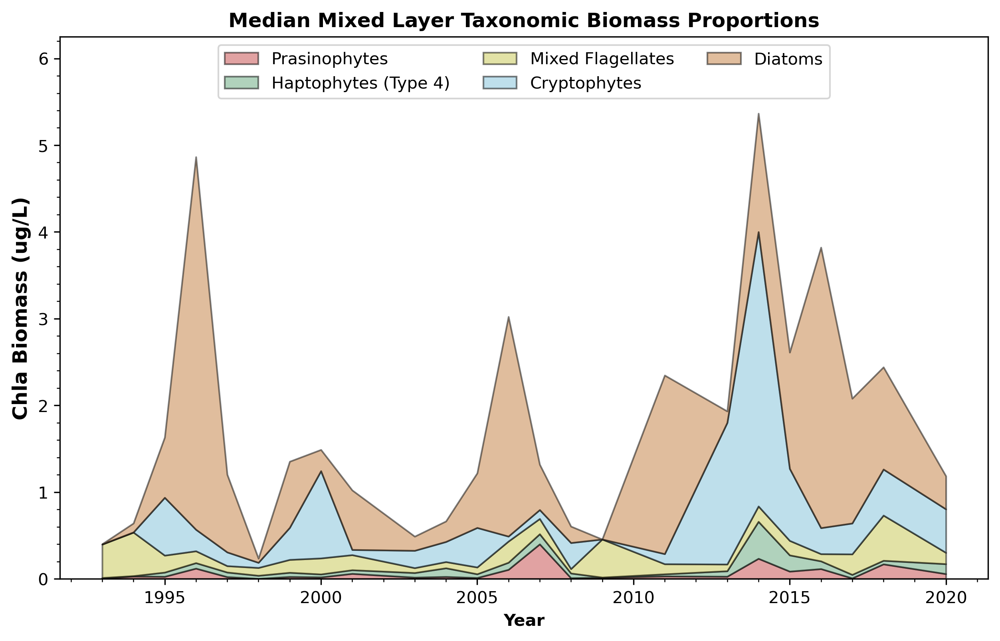 Median Mixed Layer Taxonomic Biomass Proportions
Prasinophytes
Haptophytes (Type 4)
Mixed Flagellates
Cryptophytes
Diatoms
Chla Biomass (ug/L)
6
5
4
3
2
1
0
1995 2000 2005 2010 2015 2020
Year